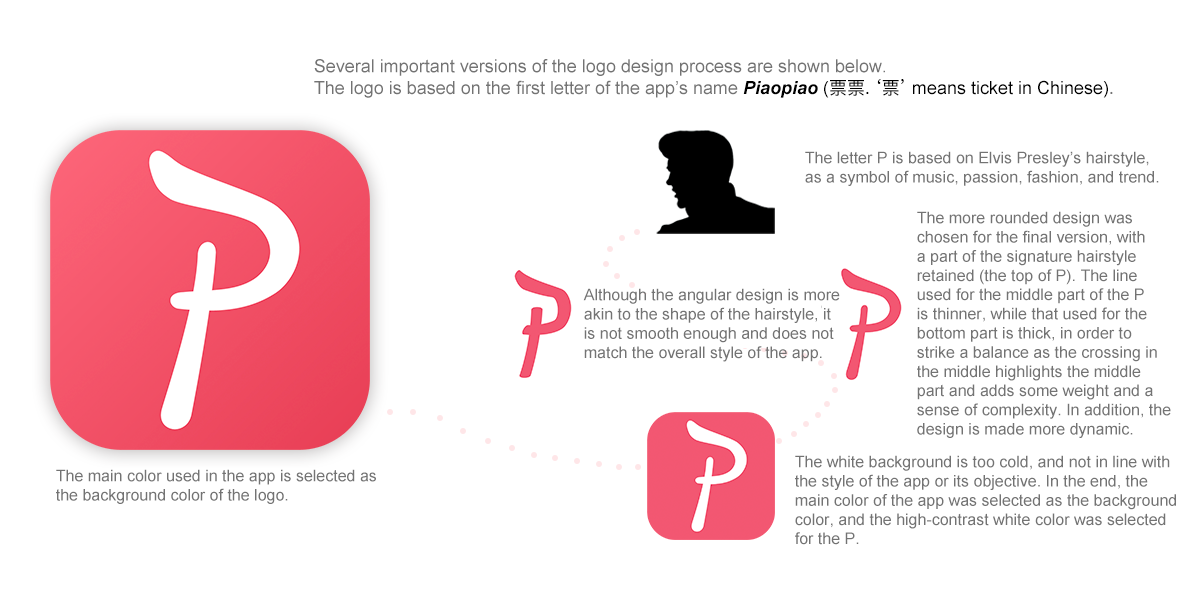 Several important versions of the logo design process are shown below.
The logo is based on the first letter of the app's name Piaopiao (票票. ‘票’ means ticket in Chinese).
The letter P is based on Elvis Presley's hairstyle,
as a symbol of music, passion, fashion, and trend.
The more rounded design was
chosen for the final version, with
a part of the signature hairstyle
retained (the top of P). The line
used for the middle part of the P
is thinner, while that used for the
bottom part is thick, in order to
strike a balance as the crossing in
the middle highlights the middle
part and adds some weight and a
sense of complexity. In addition, the
design is made more dynamic.
Although the angular design is more
akin to the shape of the hairstyle, it
is not smooth enough and does not
match the overall style of the app.
The white background is too cold, and not in line with
the style of the app or its objective. In the end, the
main color of the app was selected as the background
color, and the high-contrast white color was selected
for the P.
The main color used in the app is selected as
the background color of the logo.